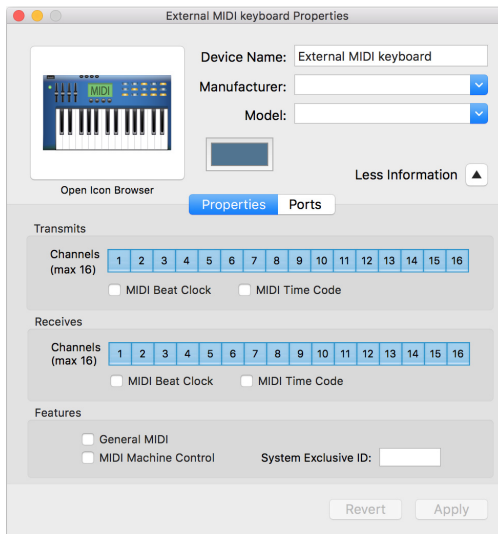 External MIDI keyboard Properties
MIDI
Open Icon Browser
Device Name: External MIDI keyboard
Manufacturer:
Model:
Less Information
Properties Ports
Transmits
Channels (max 16) 1 2 3 4 5 6 7 8 9 10 11 12 13 14 15 16
MIDI Beat Clock MIDI Time Code
Receives
Channels (max 16) 1 2 3 4 5 6 7 8 9 10 11 12 13 14 15 16
MIDI Beat Clock MIDI Time Code
Features
General MIDI
MIDI Machine Control System Exclusive ID:
Revert Apply